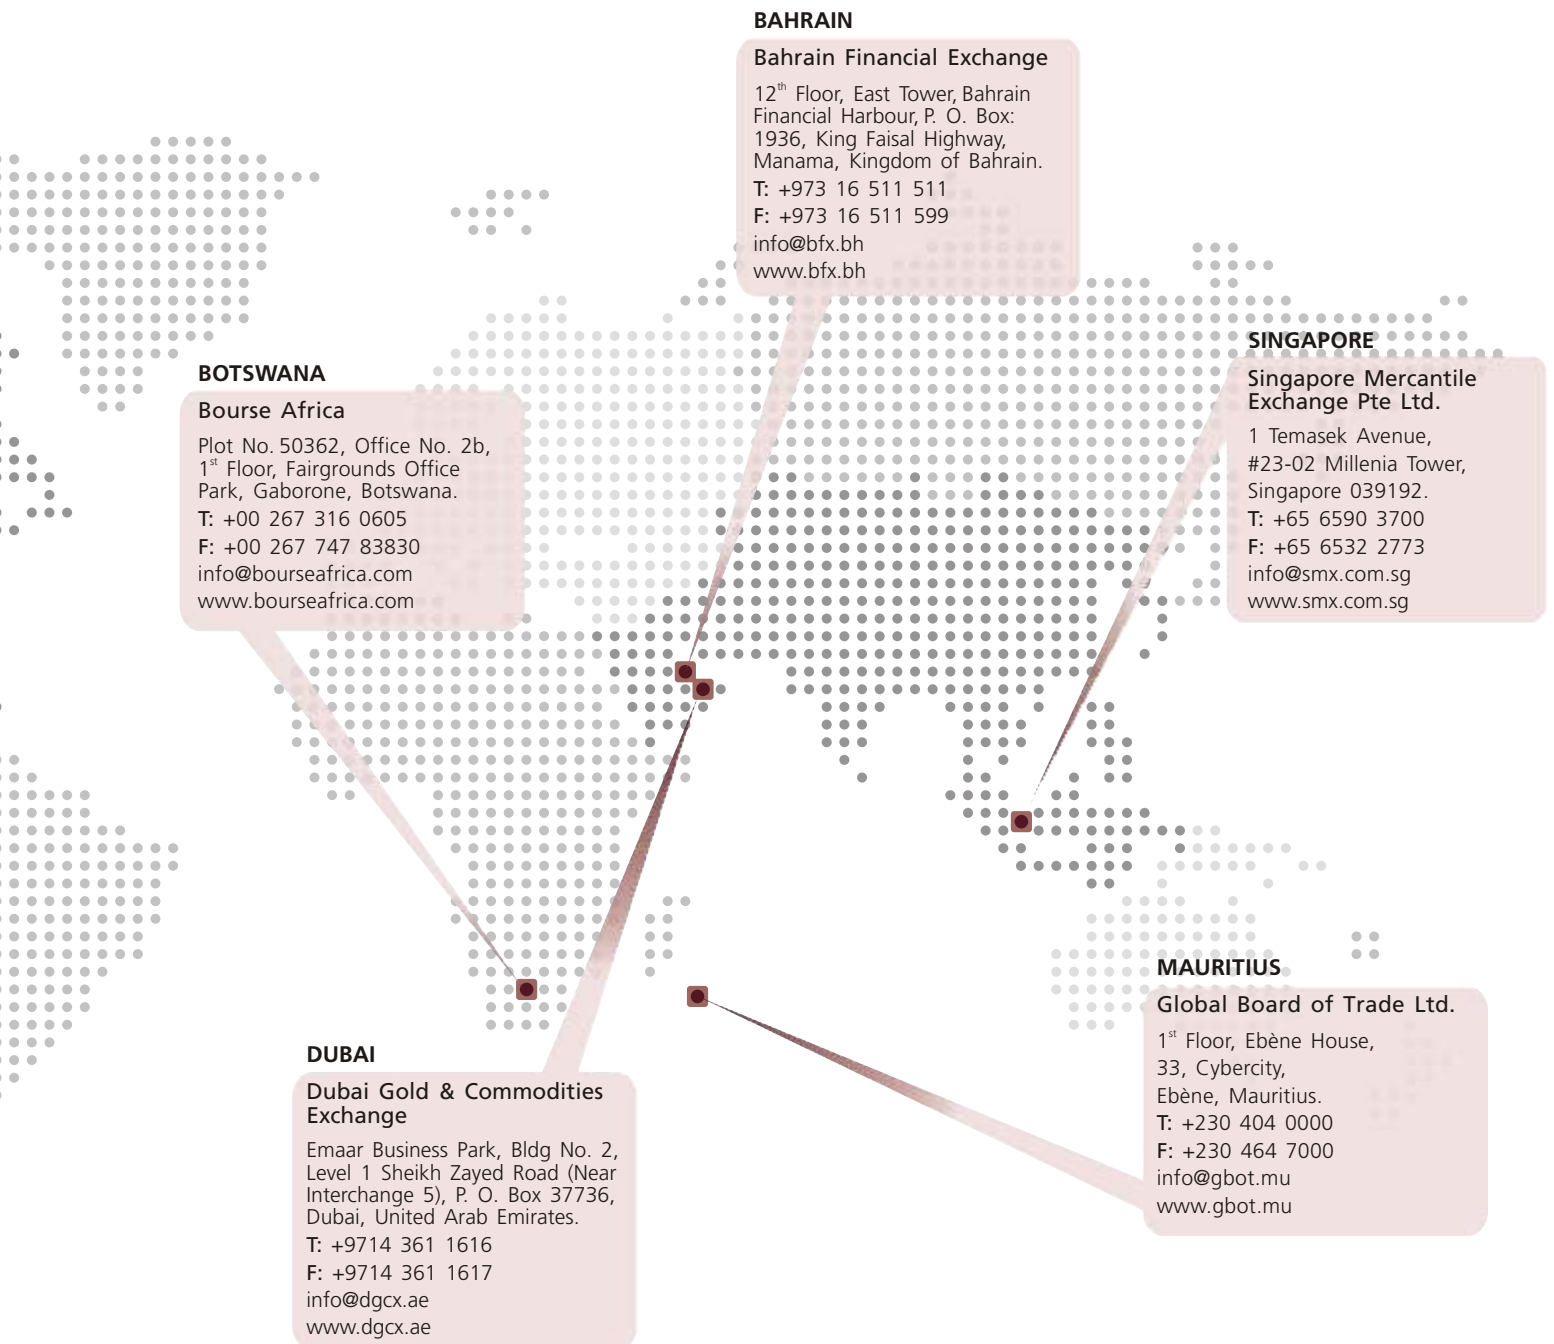 BAHRAIN
Bahrain Financial Exchange
12th Floor, East Tower, Bahrain
Financial Harbour, P. O. Box:
1936, King Faisal Highway,
Manama, Kingdom of Bahrain.
T: +973 16 511 511
F: +973 16 511 599
info@bfx.bh
www.bfx.bh
SINGAPORE
Singapore Mercantile
Exchange Pte Ltd.
1 Temasek Avenue,
#23-02 Millenia Tower,
Singapore 039192.
T: +65 6590 3700
F: +65 6532 2773
info@smx.com.sg
www.smx.com.sg
BOTSWANA
Bourse Africa
Plot No. 50362, Office No. 2b,
1st Floor, Fairgrounds Office
Park, Gaborone, Botswana.
T: +00 267 316 0605
F: +00 267 747 83830
info@bourseafrica.com
www.bourseafrica.com
MAURITIUS
Global Board of Trade Ltd.
1st Floor, Ebène House,
33, Cybercity,
Ebène, Mauritius.
T: +230 404 0000
F: +230 464 7000
info@gbot.mu
www.gbot.mu
DUBAI
Dubai Gold & Commodities
Exchange
Emaar Business Park, Bldg No. 2,
Level 1 Sheikh Zayed Road (Near
Interchange 5), P. O. Box 37736,
Dubai, United Arab Emirates.
T: +9714 361 1616
F: +9714 361 1617
info@dgcx.ae
www.dgcx.ae